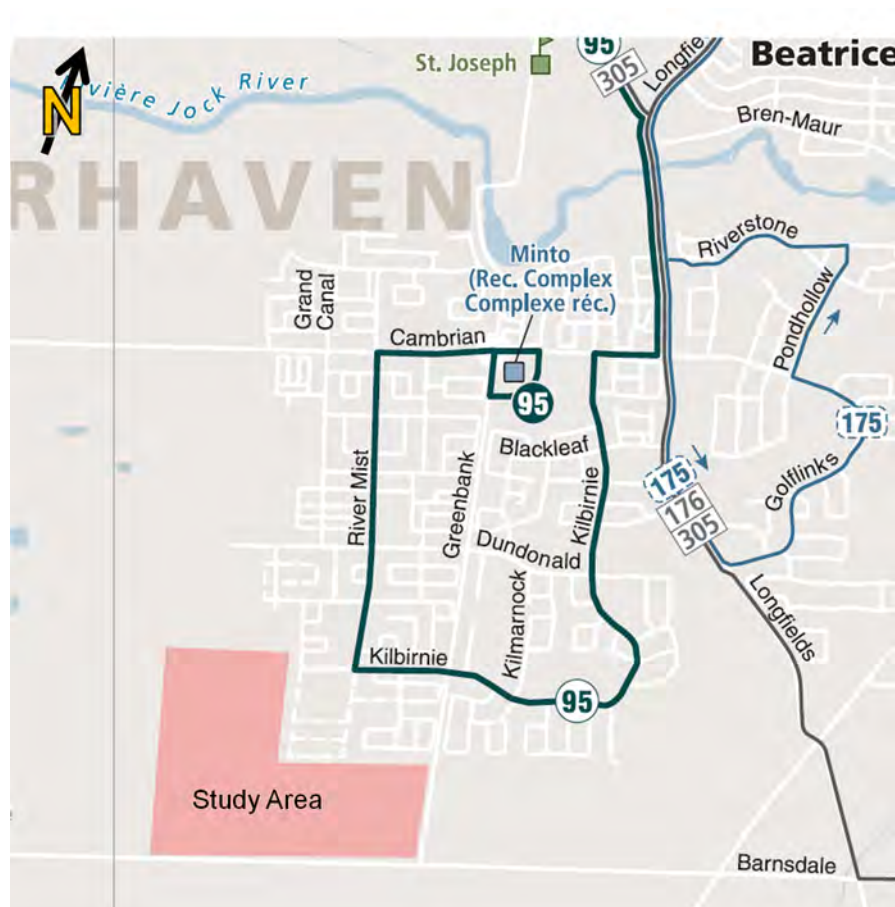 95
305
Longfie
Beatrice
St. Joseph
vière Jock River
N
Bren-Maur
RHAVEN
Riverstone
Minto
(Rec. Complex
Complexe réc.)
Grand
Canal
Pondhollow
Cambrian
95
175
Blackleaf
175
176
305
Golflinks
River Mist
Greenbank
Kilbirnie
Dundonald
Kilmarnock
Longfields
Kilbirnie
95
Study Area
Barnsdale